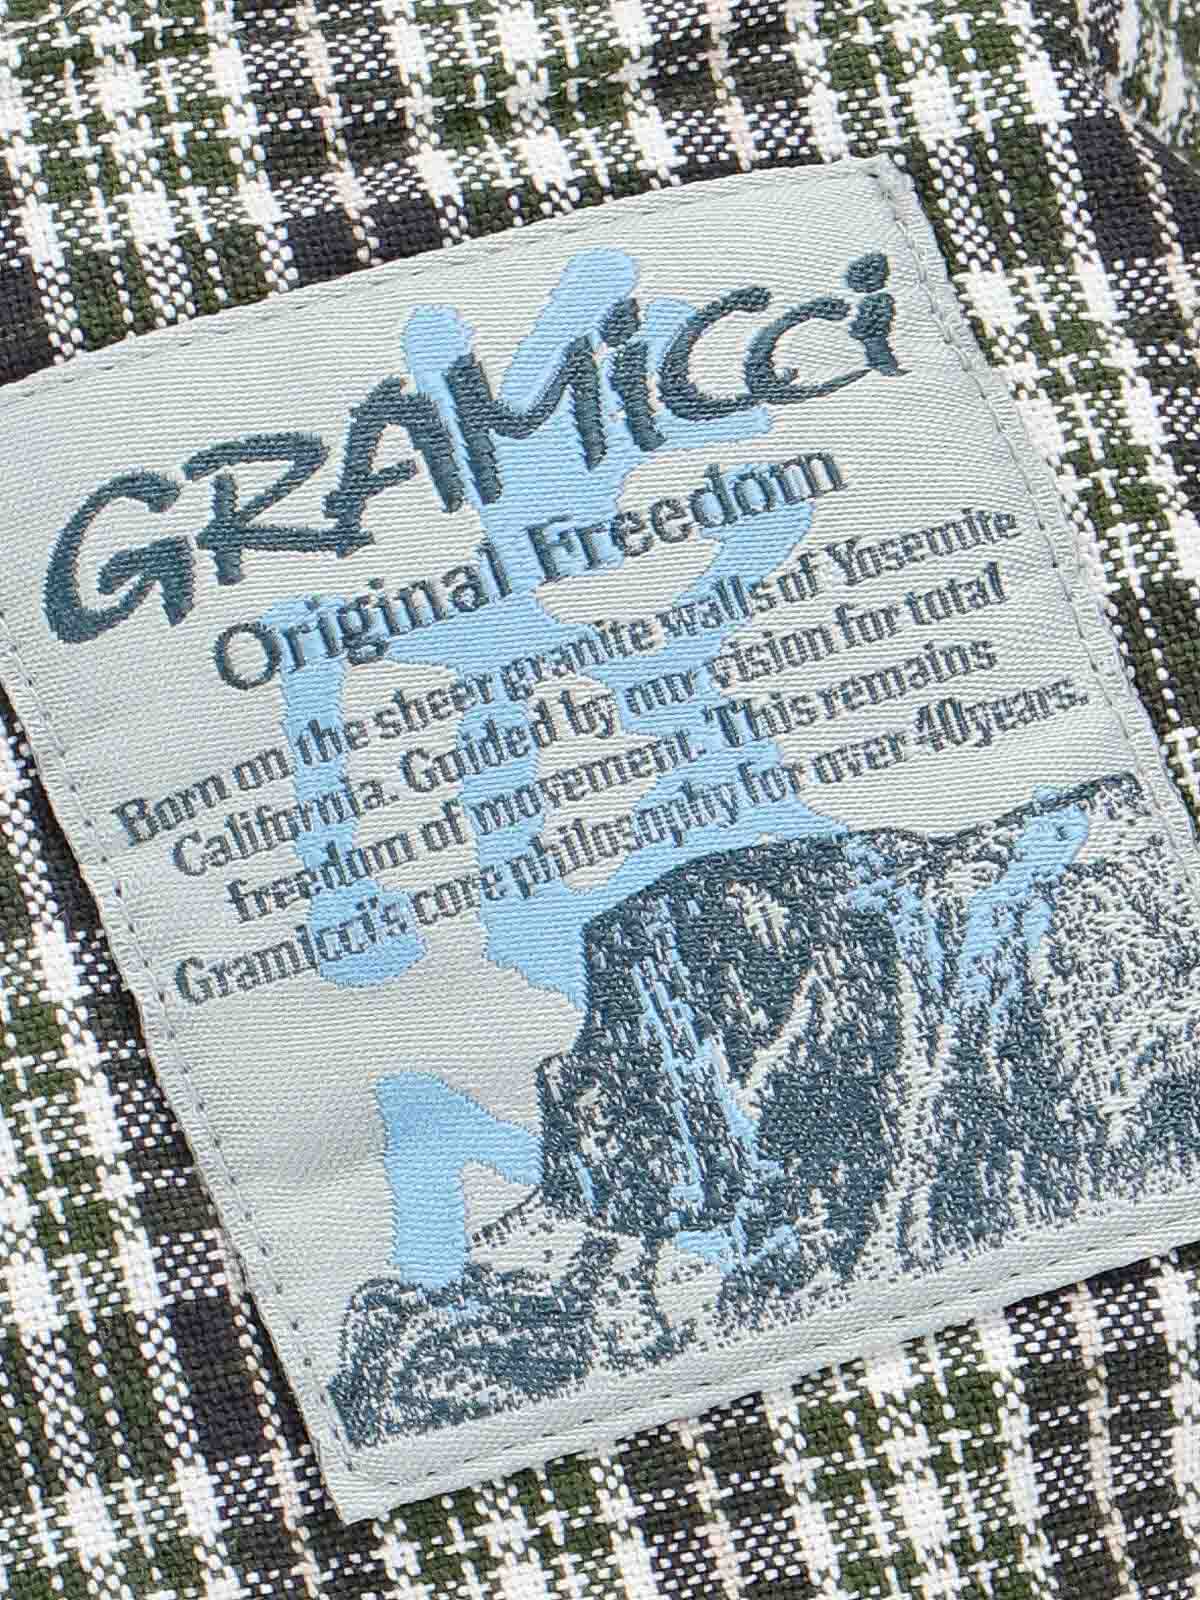 GRAMiCCi
Original Freedom
Born on the sheer granite walls of Yosemite
California. Guided by our vision for total
freedom of movement. This remains
Gramicci's core philosophy for over 40years.